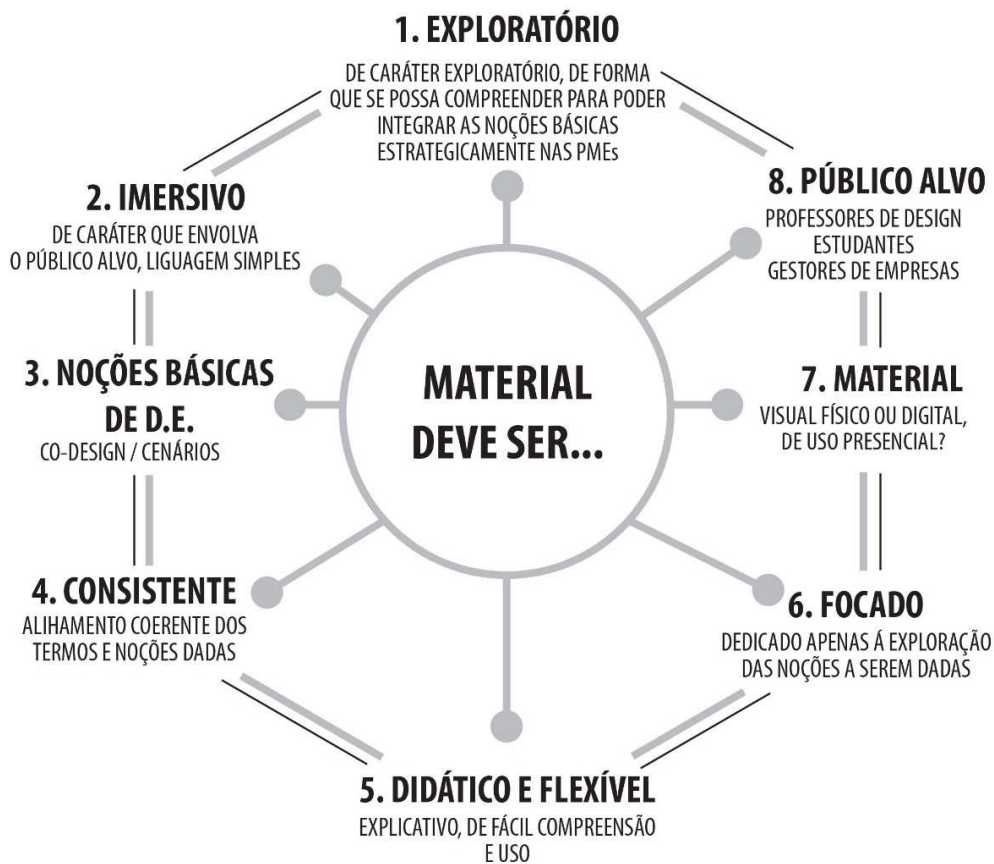 1. EXPLORATÓRIO
DE CARÁTER EXPLORATÓRIO, DE FORMA
QUE SE POSSA COMPREENDER PARA PODER
INTEGRAR AS NOÇÕES BÁSICAS
ESTRATEGICAMENTE NAS PMEs
2. IMERSIVO
DE CARÁTER QUE ENVOLVA
O PÚBLICO ALVO, LIGUAGEM SIMPLES
3. NOÇÕES BÁSICAS
DE D.E.
CO-DESIGN / CENÁRIOS
4. CONSISTENTE
ALIHAMENTO COERENTE DOS
TERMOS E NOÇÕES DADAS
5. DIDÁTICO E FLEXÍVEL
EXPLICATIVO, DE FÁCIL COMPREENSÃO
E USO
6. FOCADO
DEDICADO APENAS Á EXPLORAÇÃO
DAS NOÇÕES A SEREM DADAS
7. MATERIAL
VISUAL FÍSICO OU DIGITAL,
DE USO PRESENCIAL?
8. PÚBLICO ALVO
PROFESSORES DE DESIGN
ESTUDANTES
GESTORES DE EMPRESAS
MATERIAL
DEVE SER...